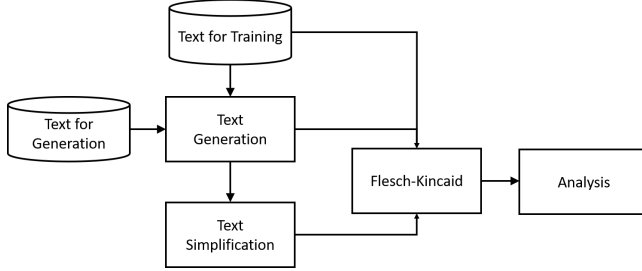 Text for Training
Text for
Generation
Text
Generation
Flesch-Kincaid
Analysis
Text
Simplification